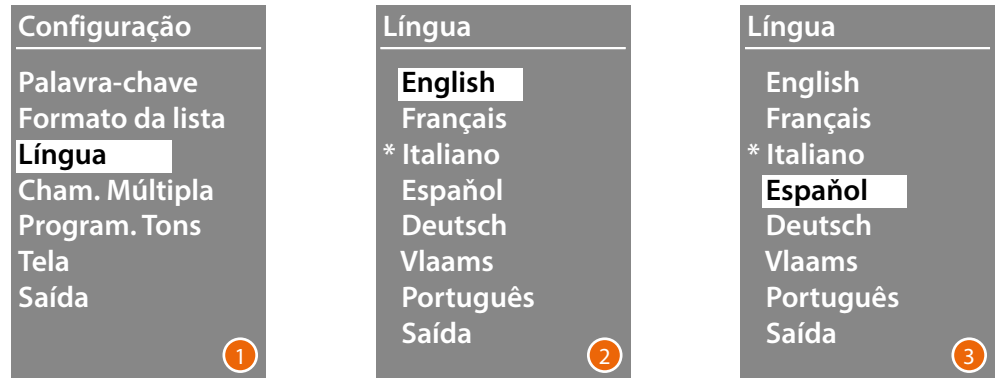 Configuração
Palavra-chave
Formato da lista
Língua
Cham. Múltipla
Program. Tons
Tela
Saída
1
Língua
English
Français
* Italiano
Espaňol
Deutsch
Vlaams
Português
Saída
2
Língua
English
Français
* Italiano
Espaňol
Deutsch
Vlaams
Português
Saída
3